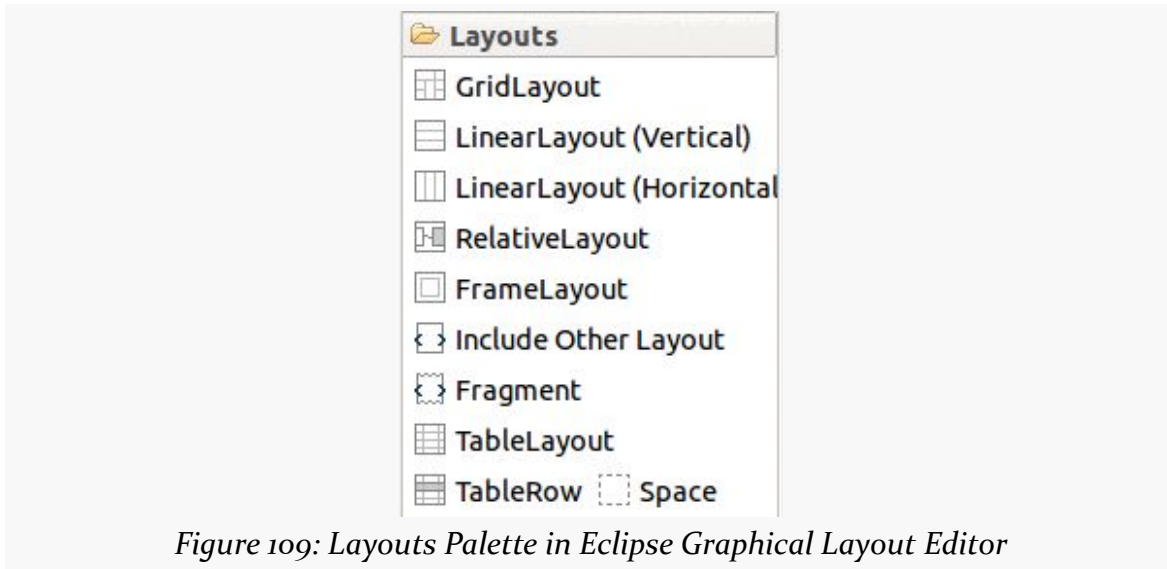 Layouts
GridLayout
LinearLayout (Vertical)
LinearLayout (Horizontal
RelativeLayout
FrameLayout
Include Other Layout
Fragment
TableLayout
TableRow Space
Figure 109: Layouts Palette in Eclipse Graphical Layout Editor